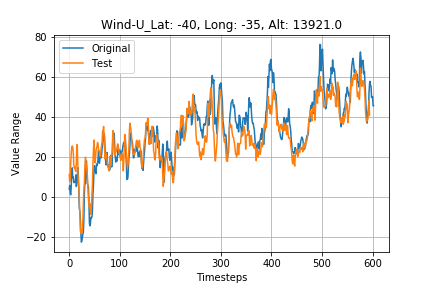 Wind-U_Lat: -40, Long: -35, Alt: 13921.0
Original
Test
Value Range
80
60
40
20
0
−20
0 100 200 300 400 500 600
Timesteps